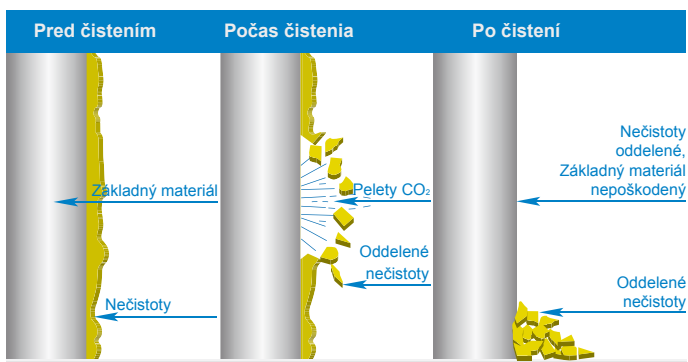 Pred čistením
Počas čistenia
Po čistení
Základný materiál
Nečistoty
Pelety CO₂
Oddelené
nečistoty
Nečistoty
oddelené,
Základný materiál
nepoškodený
Oddelené
nečistoty